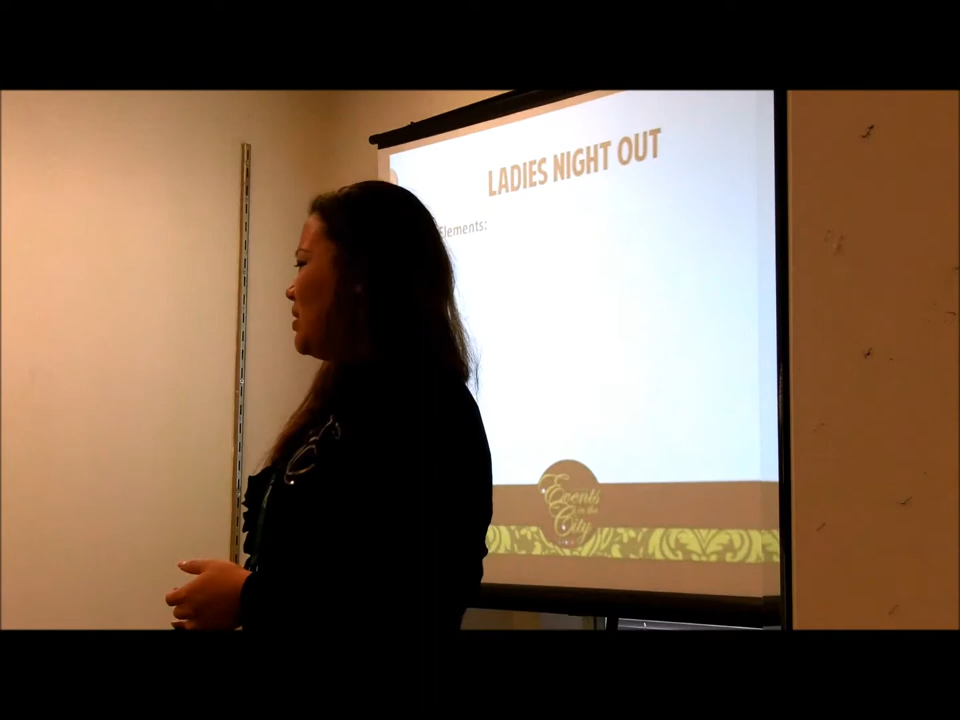 LADIES NIGHT OUT
Elements:
Events
in the
City